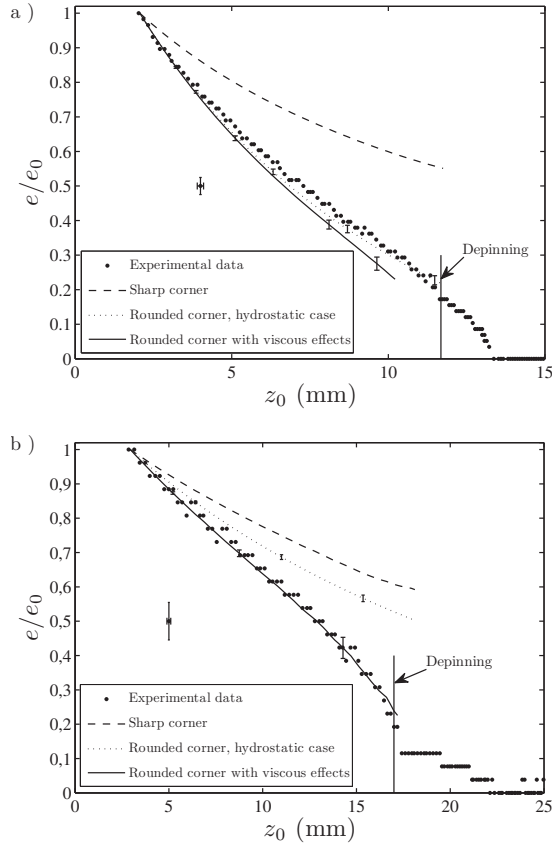 a )
1
0.9
0.8
0.7
0.6
0.5
0.4
0.3
0.2
0.1
0
e/e0
Depinning
Experimental data
Sharp corner
Rounded corner, hydrostatic case
Rounded corner with viscous effects
5 10 15
z0 (mm)
b )
1
0,9
0,8
0,7
0,6
0,5
0,4
0,3
0,2
0,1
0
e/e0
Depinning
Experimental data
Sharp corner
Rounded corner, hydrostatic case
Rounded corner with viscous effects
5 10 15 20 25
z0 (mm)